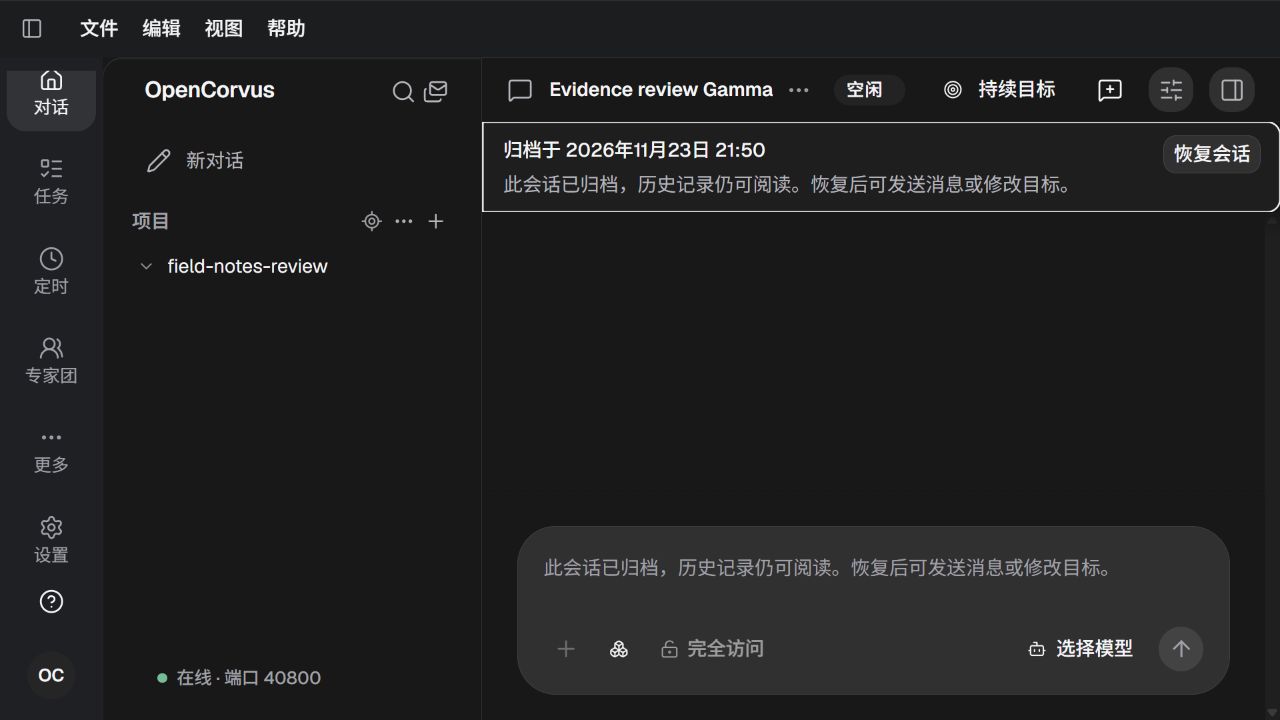 文件 编辑 视图 帮助
对话
任务
定时
专家团
更多
设置
OC
OpenCorvus
新对话
项目
field-notes-review
在线 · 端口 40800
Evidence review Gamma
空闲
持续目标
归档于 2026年11月23日 21:50
此会话已归档，历史记录仍可阅读。恢复后可发送消息或修改目标。
恢复会话
此会话已归档，历史记录仍可阅读。恢复后可发送消息或修改目标。
完全访问
选择模型